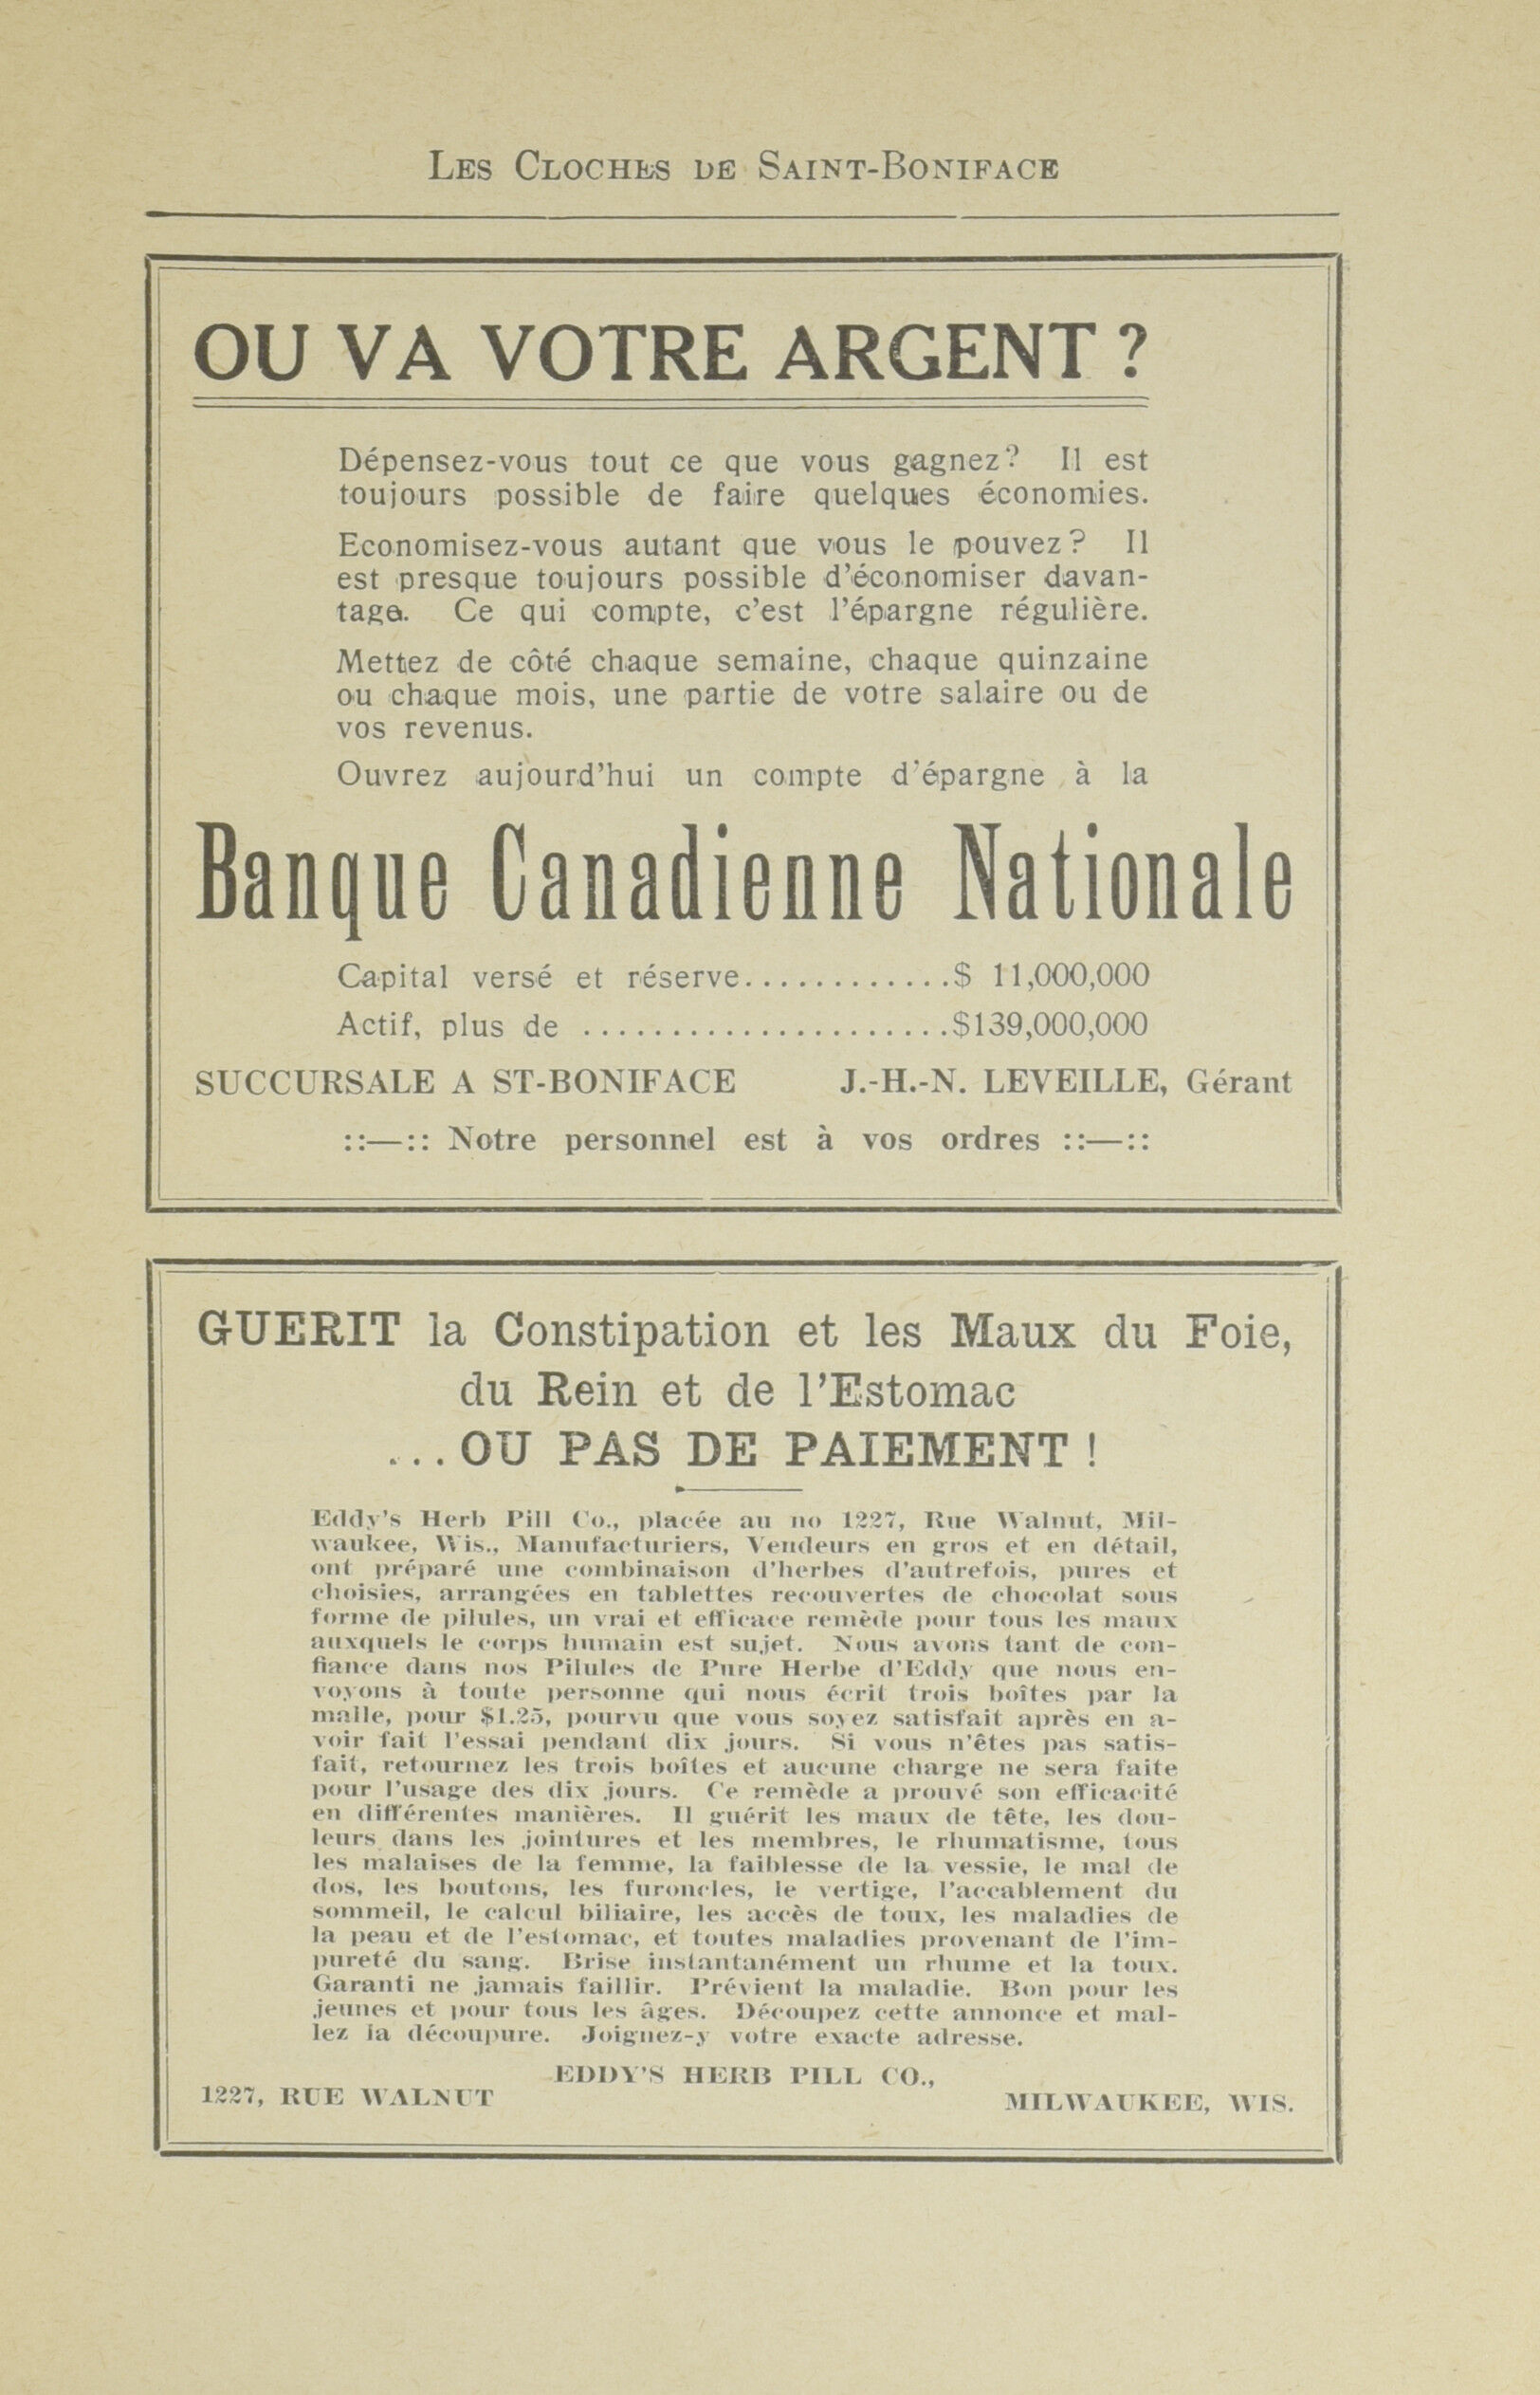 LES CLOCHES DE SAINT-BONIFACE
OU VA VOTRE ARGENT ?
Dépensez-vous tout ce que vous gagnez? Il est
toujours possible de faire quelques économies.
Economisez-vous autant que vous le pouvez? Il
est presque toujours possible d'économiser davan-
tage. Ce qui compte, c'est l'épargne régulière.
Mettez de côté chaque semaine, chaque quinzaine
ou chaque mois, une partie de votre salaire ou de
vos revenus.
Ouvrez aujourd'hui un compte d'épargne à la
Banque Canadienne Nationale
Capital versé et réserve............$ 11,000,000
Actif, plus de .....................$139,000,000
SUCCURSALE A ST-BONIFACE J.-H.-N. LEVEILLE, Gérant
::—:: Notre personnel est à vos ordres ::—::
GUERIT la Constipation et les Maux du Foie,
du Rein et de l'Estomac
...OU PAS DE PAIEMENT !
Eddy's Herb Pill Co., placée au no 1227, Rue Walnut, Mil-
waukee, Wis., Manufacturiers, Vendeurs en gros et en détail,
ont préparé une combinaison d'herbes d'autrefois, pures et
choisies, arrangées en tablettes recouvertes de chocolat sous
forme de pilules, un vrai et efficace remède pour tous les maux
auxquels le corps humain est sujet. Nous avons tant de con-
fiance dans nos Pilules de Pure Herbe d'Eddy que nous en-
voyons à toute personne qui nous écrit trois boîtes par la
malle, pour $1.25, pourvu que vous soyez satisfait après en a-
voir fait l'essai pendant dix jours. Si vous n'êtes pas satis-
fait, retournez les trois boîtes et aucune charge ne sera faite
pour l'usage des dix jours. Ce remède a prouvé son efficacité
en différentes manières. Il guérit les maux de tête, les dou-
leurs dans les jointures et les membres, le rhumatisme, tous
les malaises de la femme, la faiblesse de la vessie, le mal de
dos, les boutons, les furoncles, le vertige, l'accablement du
sommeil, le calcul biliaire, les accès de toux, les maladies de
la peau et de l'estomac, et toutes maladies provenant de l'im-
pureté du sang. Brise instantanément un rhume et la toux.
Garanti ne jamais faillir. Prévient la maladie. Bon pour les
jeunes et pour tous les âges. Découpez cette annonce et mal-
lez la découpure. Joignez-y votre exacte adresse.
EDDY'S HERB PILL CO.,
1227, RUE WALNUT MILWAUKEE, WIS.